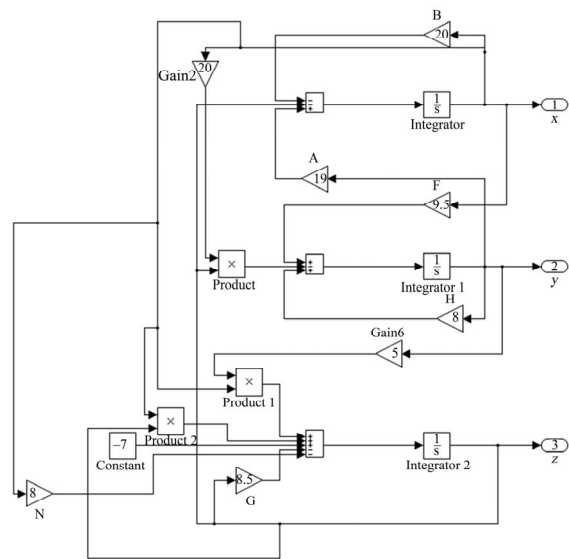 B
20
20
Gain2
1
s
Integrator
1
x
A
19
F
9.5
×
Product
1
s
Integrator 1
2
y
H
8
Gain6
5
×
Product 1
×
Product 2
−7
Constant
1
s
Integrator 2
3
z
8.5
G
8
N